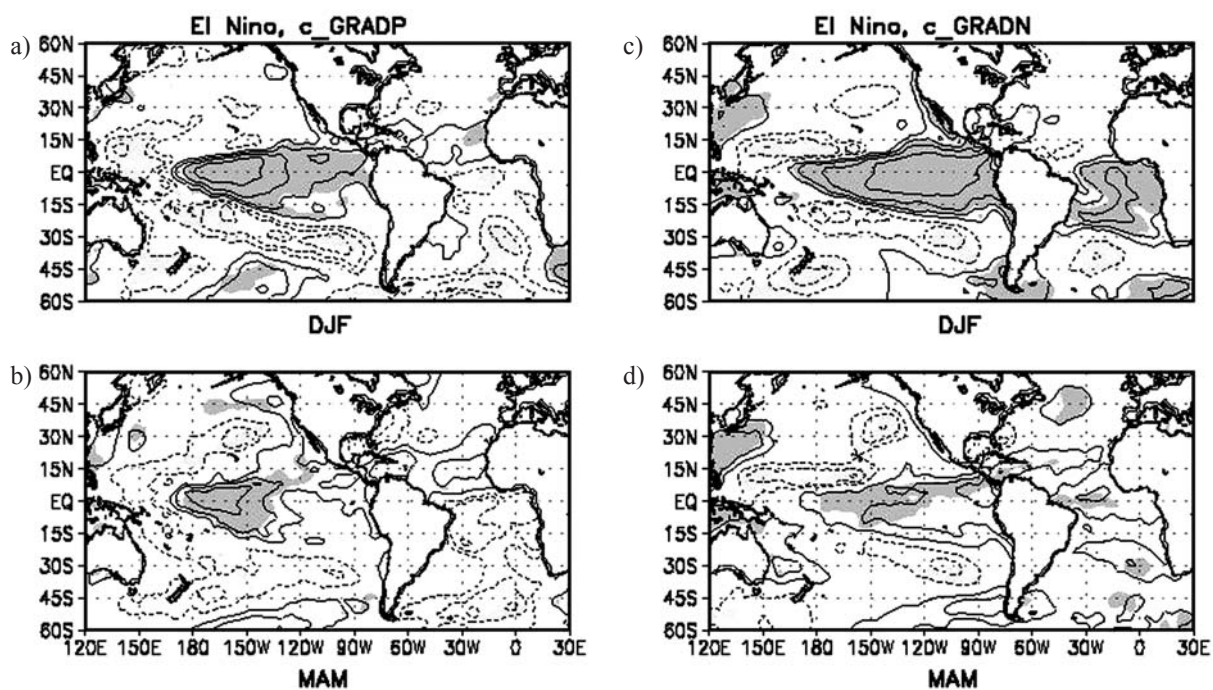 El Nino, c_GRADP
a)
60N
45N
30N
15N
EQ
15S
30S
45S
60S
DJF
El Nino, c_GRADN
c)
60N
45N
30N
15N
EQ
15S
30S
45S
60S
DJF
b)
60N
45N
30N
15N
EQ
15S
30S
45S
60S
120E 150E 180 150W 120W 90W 60W 30W 0 30E
MAM
d)
60N
45N
30N
15N
EQ
15S
30S
45S
60S
120E 150E 180 150W 120W 90W 60W 30W 0 30E
MAM